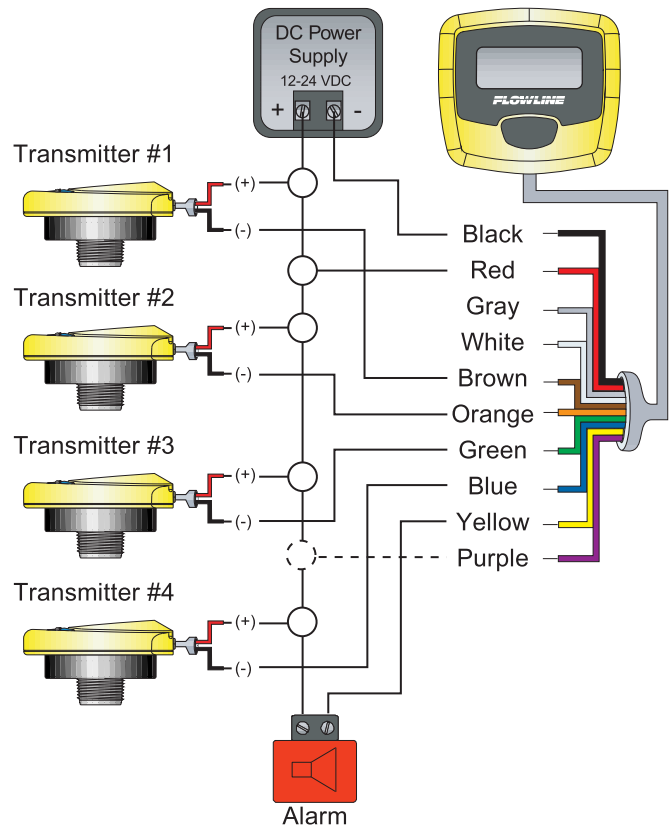 DC Power
Supply
12-24 VDC
+ -
FLOWLINE
Transmitter #1
(+)
(-)
Transmitter #2
(+)
(-)
Transmitter #3
(+)
(-)
Transmitter #4
(+)
(-)
Black
Red
Gray
White
Brown
Orange
Green
Blue
Yellow
Purple
Alarm